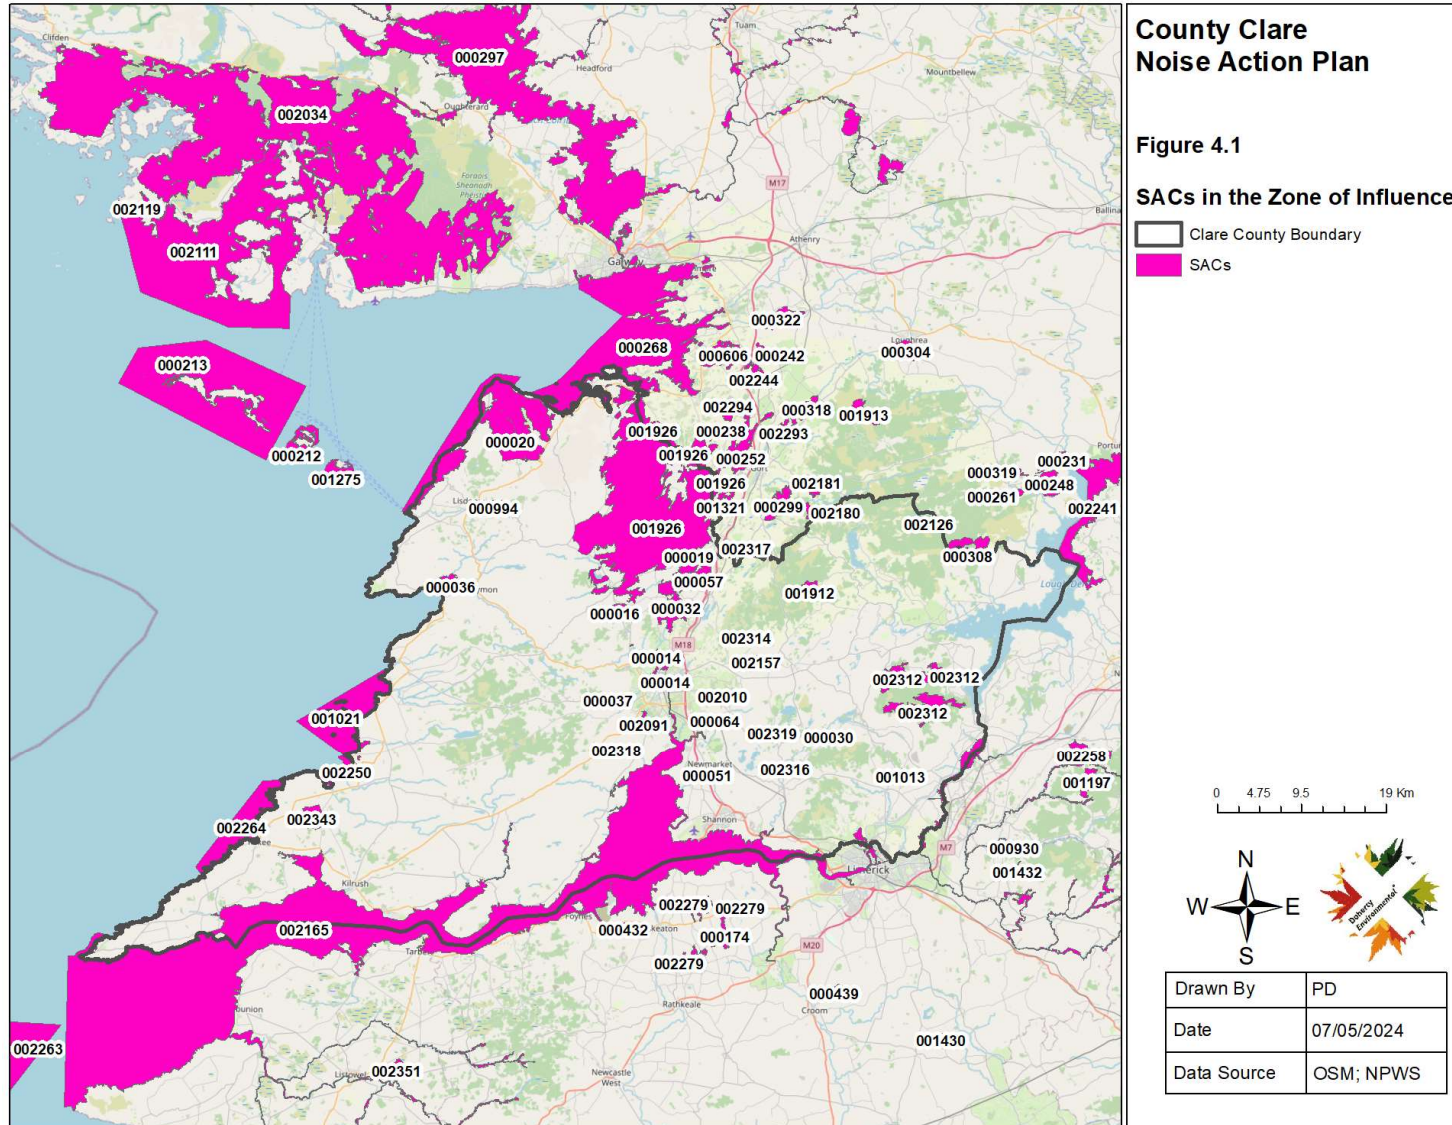 Clifden
Tuam
000297
Headford
Mountbellew
Oughterard
002034
M17
Foraois
Sheanadh
002119
Ballina
Athenry
002111
Galway
000322
000268
Loughrea
000304
000606
000242
000213
002244
002294
000318
001913
001926
000238
002293
000020
000212
001926
000252
Gort
Portum
000231
001275
000319
000248
001926
002181
000261
000994
001321
000299
002180
002241
002126
001926
002317
000019
000308
000057
000036
001912
000016
000032
002314
M18
000014
002157
000014
002312
002312
000037
002010
002312
001021
002091
000064
002319
000030
002318
002250
Newmarket
000051
002316
001013
002258
001197
002343
Shannon
002264
M7
000930
Limerick
001432
Kilrush
002279
002279
Foynes
002165
000432
000174
M20
002279
000439
Rathkeale
Croom
002263
001430
002351
Listowel
Newcastle
West
County Clare
Noise Action Plan
Figure 4.1
SACs in the Zone of Influence
Clare County Boundary
SACs
0 4.75 9.5 19 Km
N
W E
S
Doherty
Environmental
Drawn By PD
Date 07/05/2024
Data Source OSM; NPWS